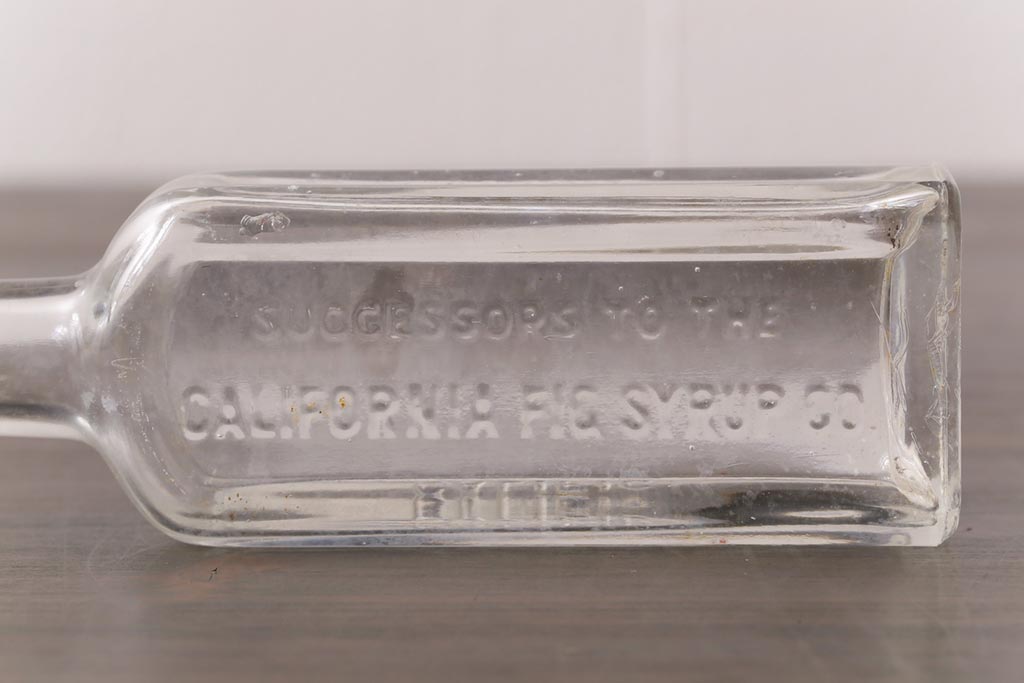 SUCCESSORS TO THE
CALIFORNIA FIG SYRUP CO.